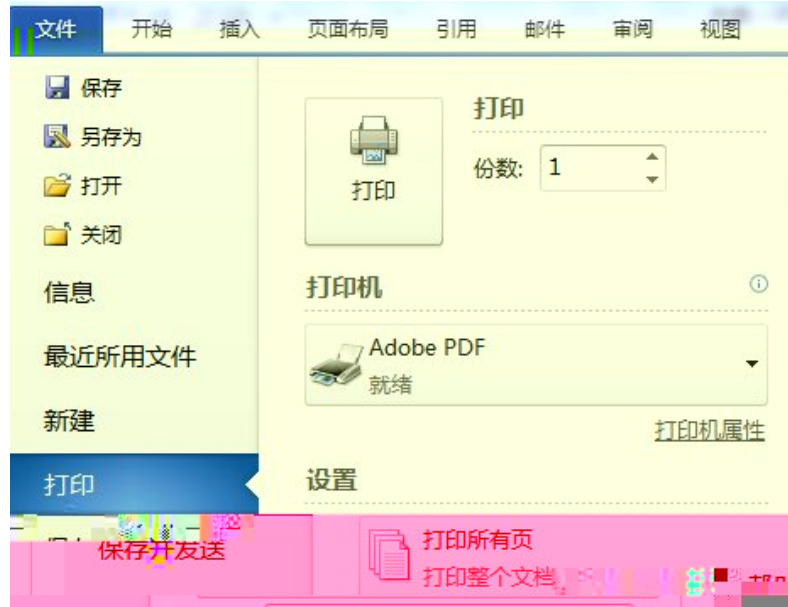 文件 开始 插入 页面布局 引用 邮件 审阅 视图
保存
另存为
打开
关闭
信息
最近所用文件
新建
打印
保存并发送
打印
打印
份数: 1
打印机
Adobe PDF
就绪
打印机属性
设置
打印所有页
打印整个文档